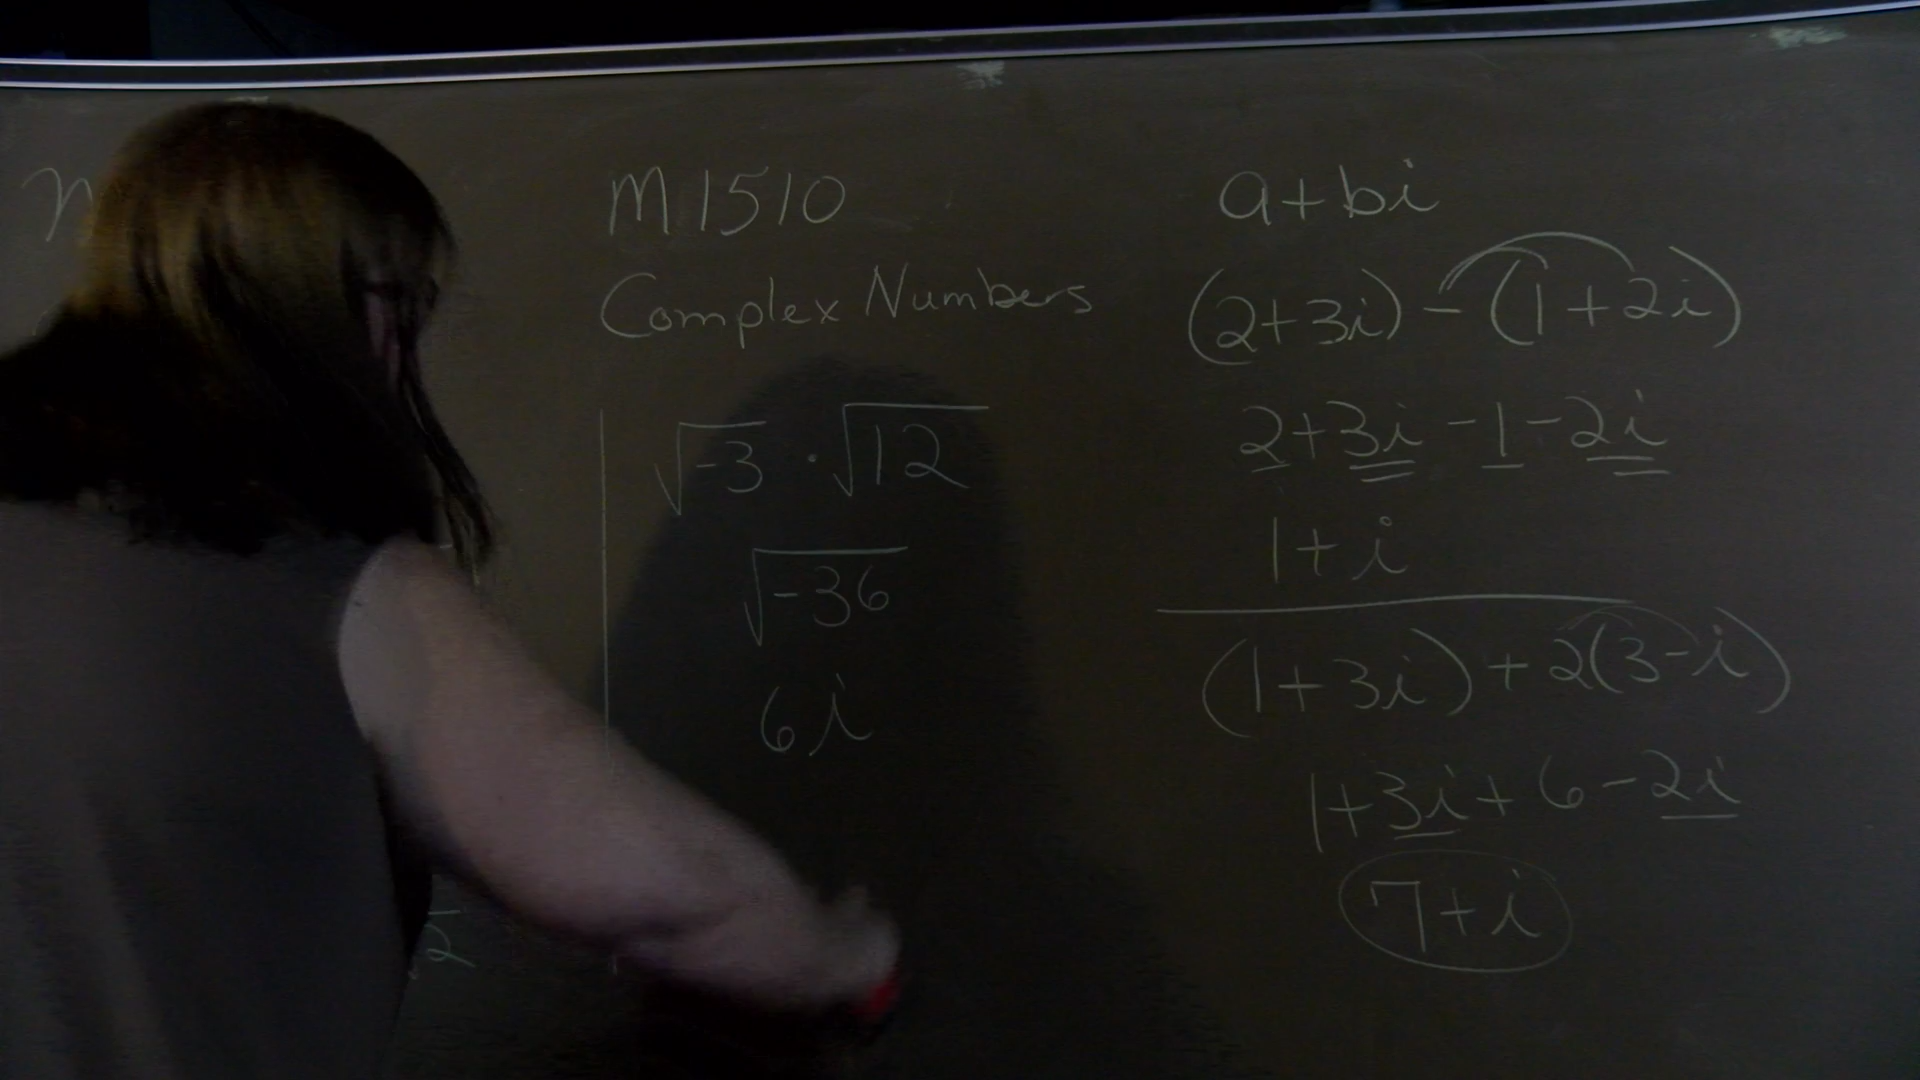 M1510
Complex Numbers
√-3 · √12
√-36
6i
a+bi
(2+3i) - (1+2i)
2+3i-1-2i
1+i
(1+3i)+2(3-i)
1+3i+6-2i
7+i